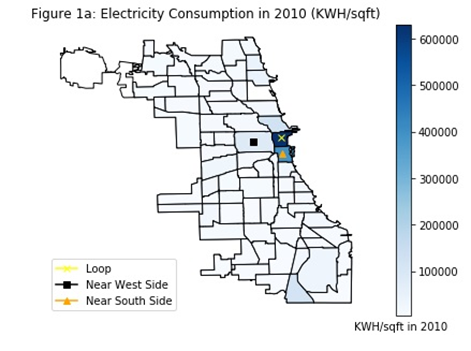 Figure 1a: Electricity Consumption in 2010 (KWH/sqft)
600000
500000
400000
300000
200000
100000
KWH/sqft in 2010
Loop
Near West Side
Near South Side